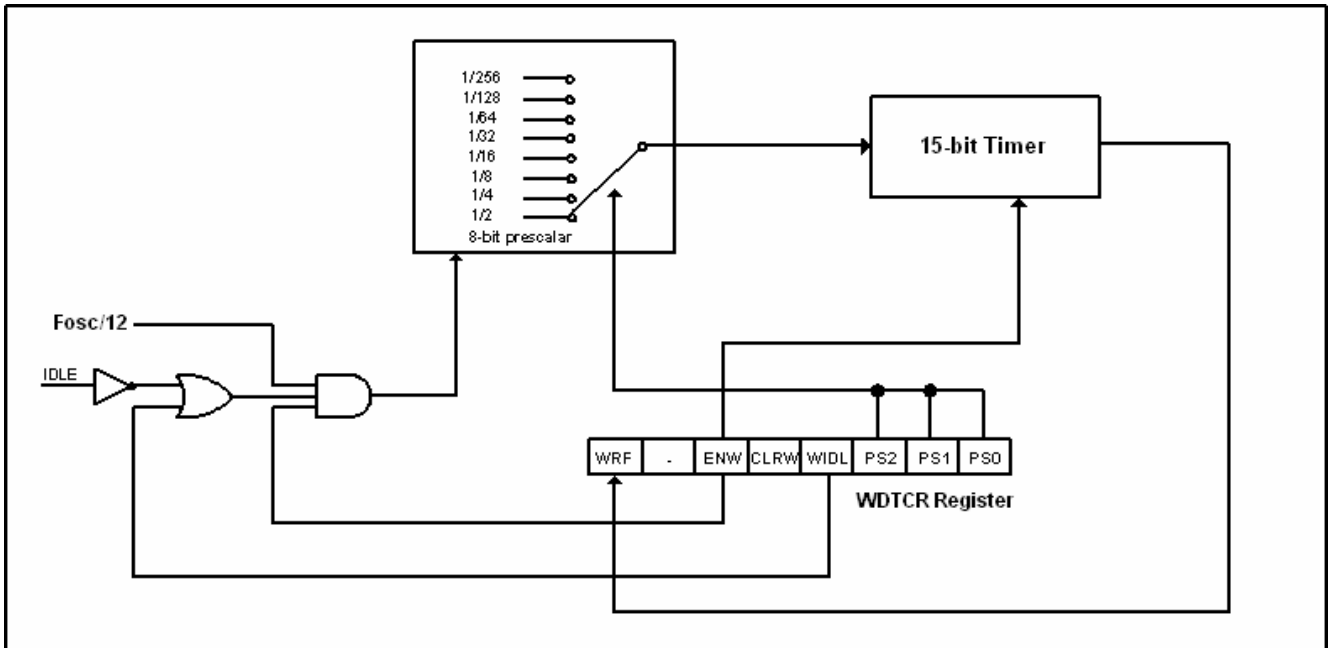 1/256
1/128
1/64
1/32
1/16
1/8
1/4
1/2
8-bit prescalar
15-bit Timer
Fosc/12
IDLE
WRF - ENW CLRW WIDL PS2 PS1 PS0
WDTCR Register